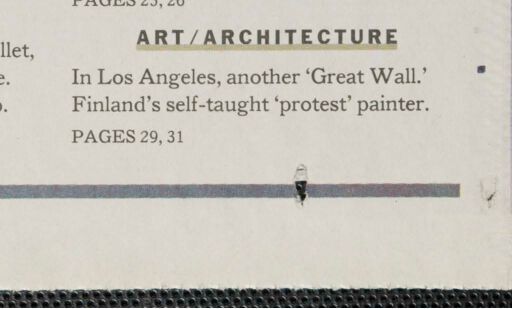 PAGES 25, 26
ART/ARCHITECTURE
llet,
In Los Angeles, another ‘Great Wall.’
e.
Finland’s self-taught ‘protest’ painter.
PAGES 29, 31